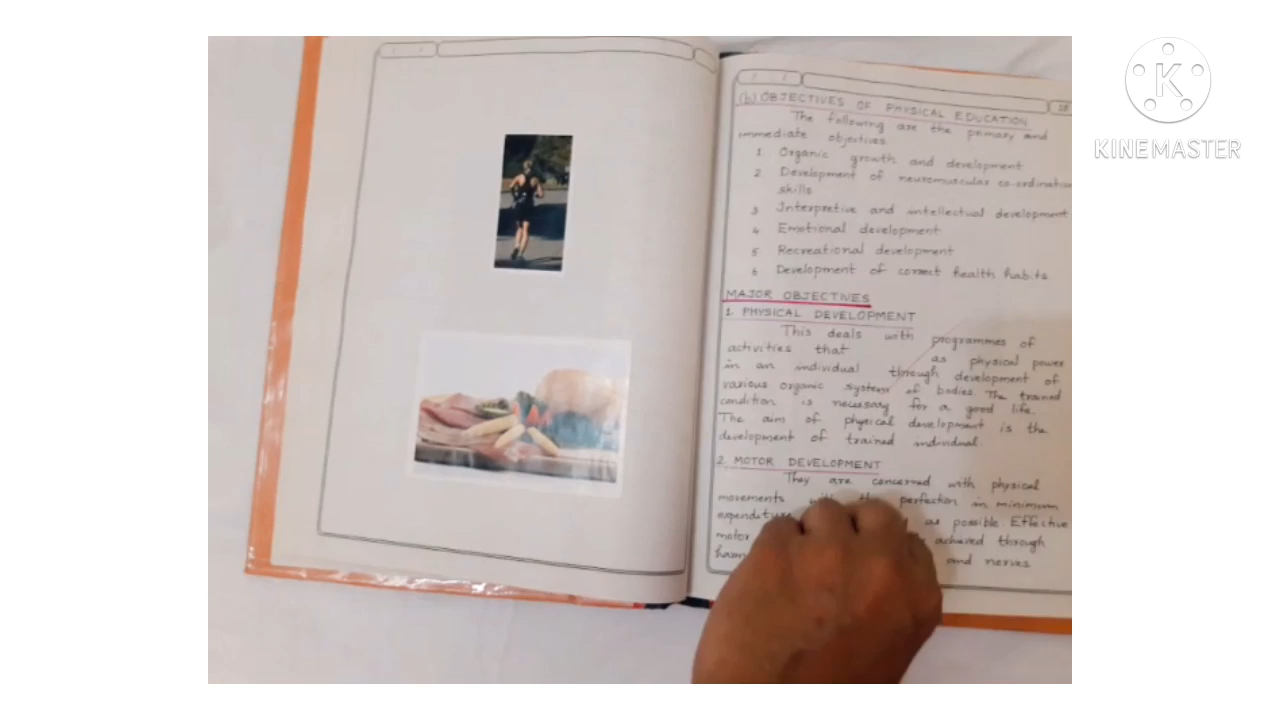 (b) OBJECTIVES OF PHYSICAL EDUCATION
The following are the primary and
immediate objectives
1. Organic growth and development
2 Development of neuromuscular co-ordination
skills
3 Interpretive and intellectual development
4 Emotional development
5 Recreational development
6 Development of correct health habits
MAJOR OBJECTIVES
1. PHYSICAL DEVELOPMENT
This deals with programmes of
activities that as physical power
in an individual through development of
various organic system of bodies. The trained
condition is necessary for a good life.
The aim of physical development is the
development of trained individual.
2. MOTOR DEVELOPMENT
They are concerned with physical
movements with the perfection in minimum
expenditure as possible. Effective
motor achieved through
and nerves
KINEMASTER